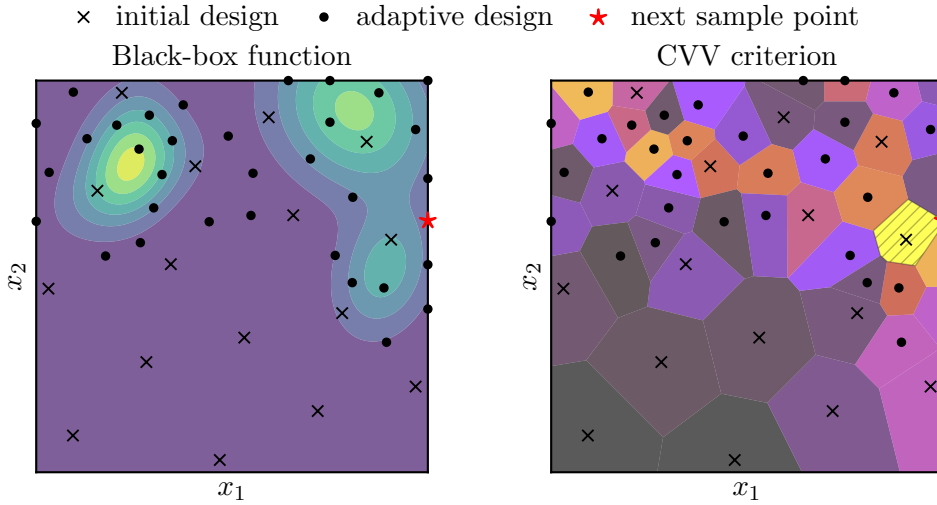 initial design adaptive design next sample point
Black-box function CVV criterion
x₂ x₂
x₁ x₁